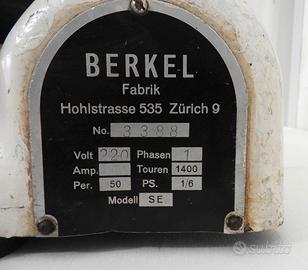 BERKEL
Fabrik
Hohlstrasse 535 Zürich 9
No. 3388
Volt 220 Phasen 1
Amp. Touren 1400
Per. 50 PS. 1/6
Modell SE
subito